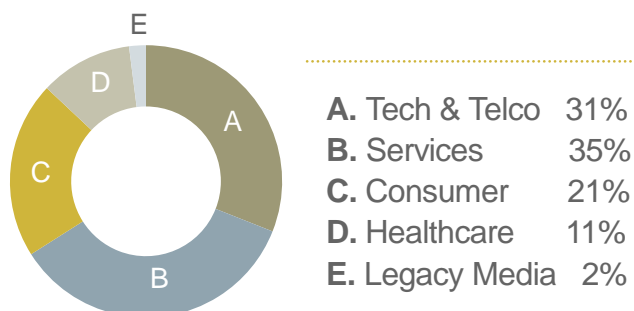 E
D
A
C
B
A. Tech & Telco 31%
B. Services 35%
C. Consumer 21%
D. Healthcare 11%
E. Legacy Media 2%